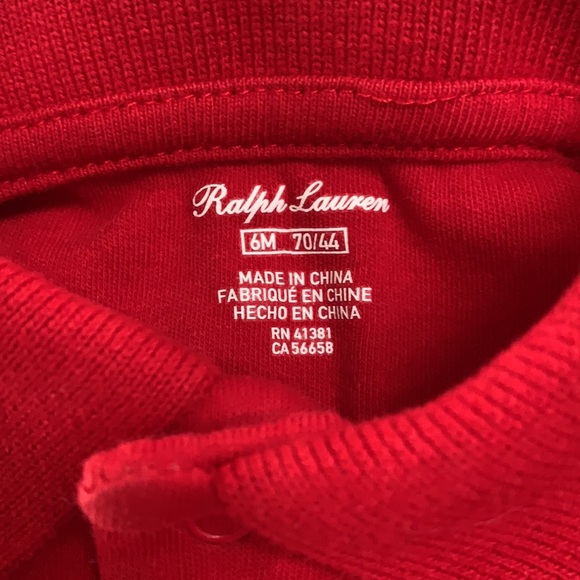 Ralph Lauren
6M 70/44
MADE IN CHINA
FABRIQUÉ EN CHINE
HECHO EN CHINA
RN 41381
CA 56658